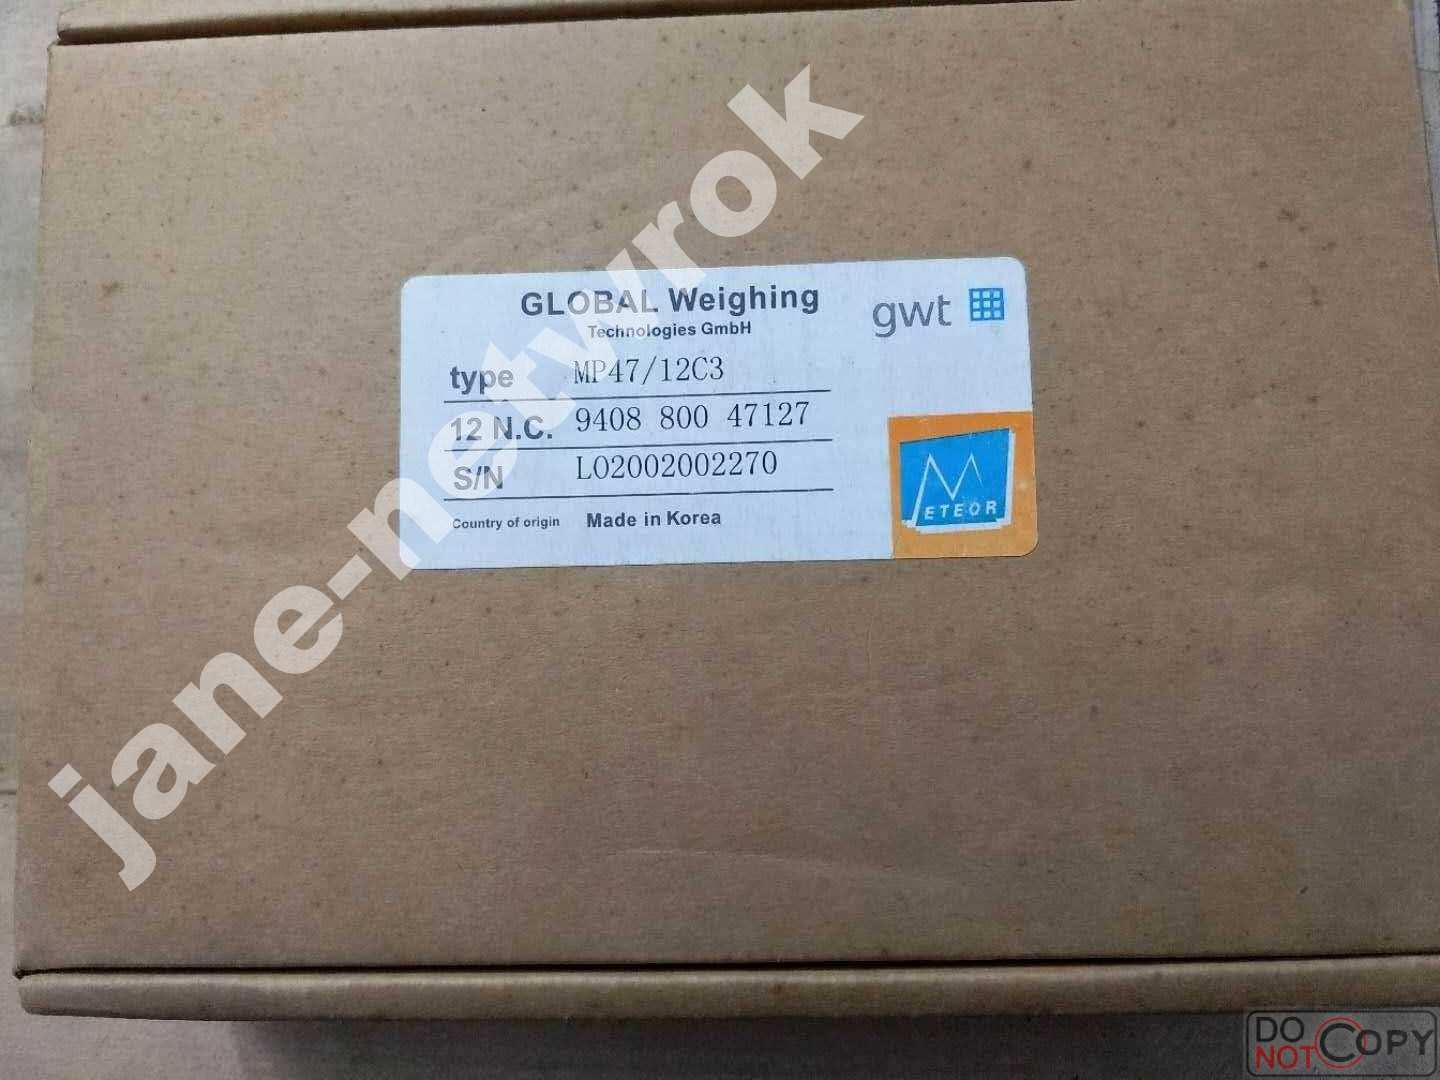 GLOBAL Weighing
Technologies GmbH
gwt
type MP47/12C3
12 N.C. 9408 800 47127
S/N L02002002270
Country of origin Made in Korea
METEOR
jane-netwrok
DO NOT COPY